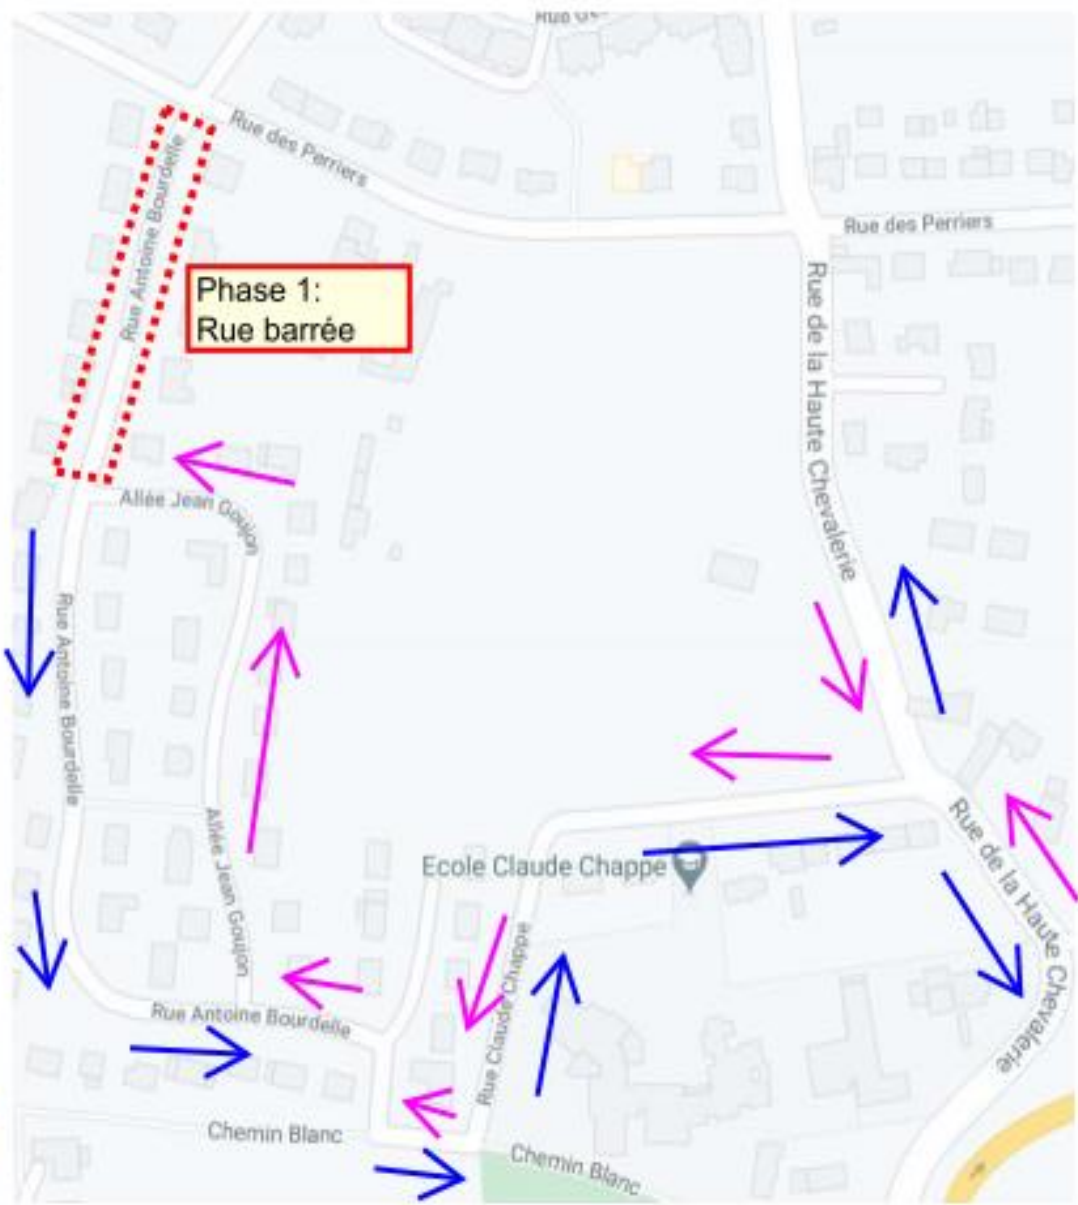 Rue des Perriers
Rue Antoine Bourdelle
Rue des Perriers
Phase 1:
Rue barrée
Rue de la Haute Chevalerie
Allée Jean Goujon
Rue Antoine Bourdelle
Allée Jean Goujon
Ecole Claude Chappe
Rue de la Haute Chevalerie
Rue Claude Chappe
Rue Antoine Bourdelle
Chemin Blanc
Chemin Blanc